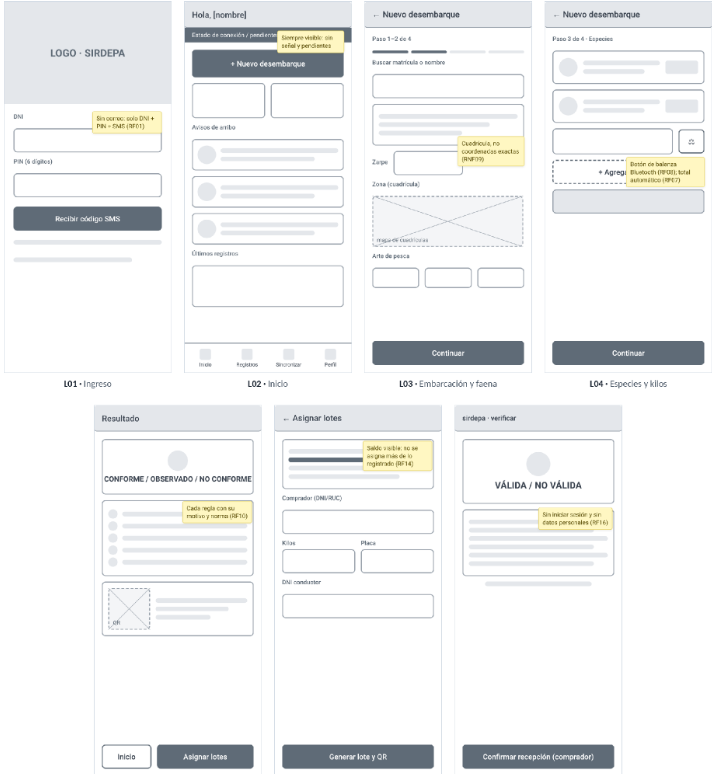 LOGO · SIRDEPA
DNI
Sin correo: solo DNI +
PIN + SMS (RF01)
PIN (6 dígitos)
Recibir código SMS
L01 · Ingreso
Hola, [nombre]
Estado de conexión / pendientes
Siempre visible: sin
señal y pendientes
+ Nuevo desembarque
Avisos de arribo
Últimos registros
Inicio
Registros
Sincronizar
Perfil
L02 · Inicio
← Nuevo desembarque
Paso 1–2 de 4
Buscar matrícula o nombre
Cuadrícula, no
coordenadas exactas
(RNF09)
Zarpe
Zona (cuadrícula)
mapa de cuadrículas
Arte de pesca
Continuar
L03 · Embarcación y faena
← Nuevo desembarque
Paso 3 de 4 · Especies
Botón de balanza
Bluetooth (RF08); total
automático (RF07)
+ Agrega
Continuar
L04 · Especies y kilos
Resultado
CONFORME / OBSERVADO / NO CONFORME
Cada regla con su
motivo y norma (RF10)
QR
Inicio
Asignar lotes
← Asignar lotes
Saldo visible: no se
asigna más de lo
registrado (RF14)
Comprador (DNI/RUC)
Kilos
Placa
DNI conductor
Generar lote y QR
sirdepa · verificar
VÁLIDA / NO VÁLIDA
Sin iniciar sesión y sin
datos personales (RF16)
Confirmar recepción (comprador)